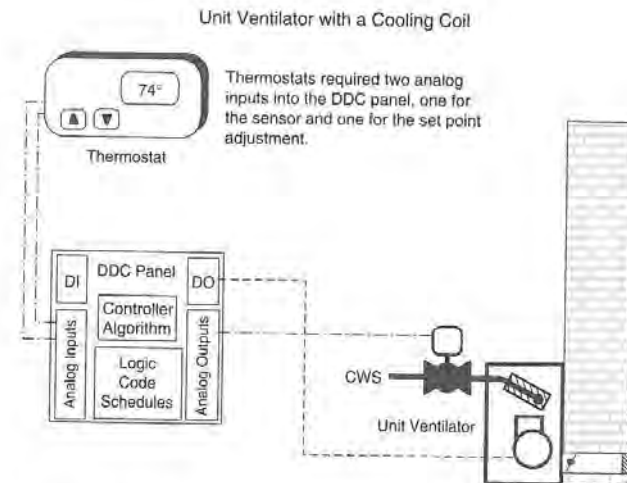 Unit Ventilator with a Cooling Coil
74°
Thermostats required two analog
inputs into the DDC panel, one for
the sensor and one for the set point
adjustment.
Thermostat
DI
DDC Panel
DO
Controller
Algorithm
Analog Inputs
Logic
Code
Schedules
Analog Outputs
CWS
Unit Ventilator